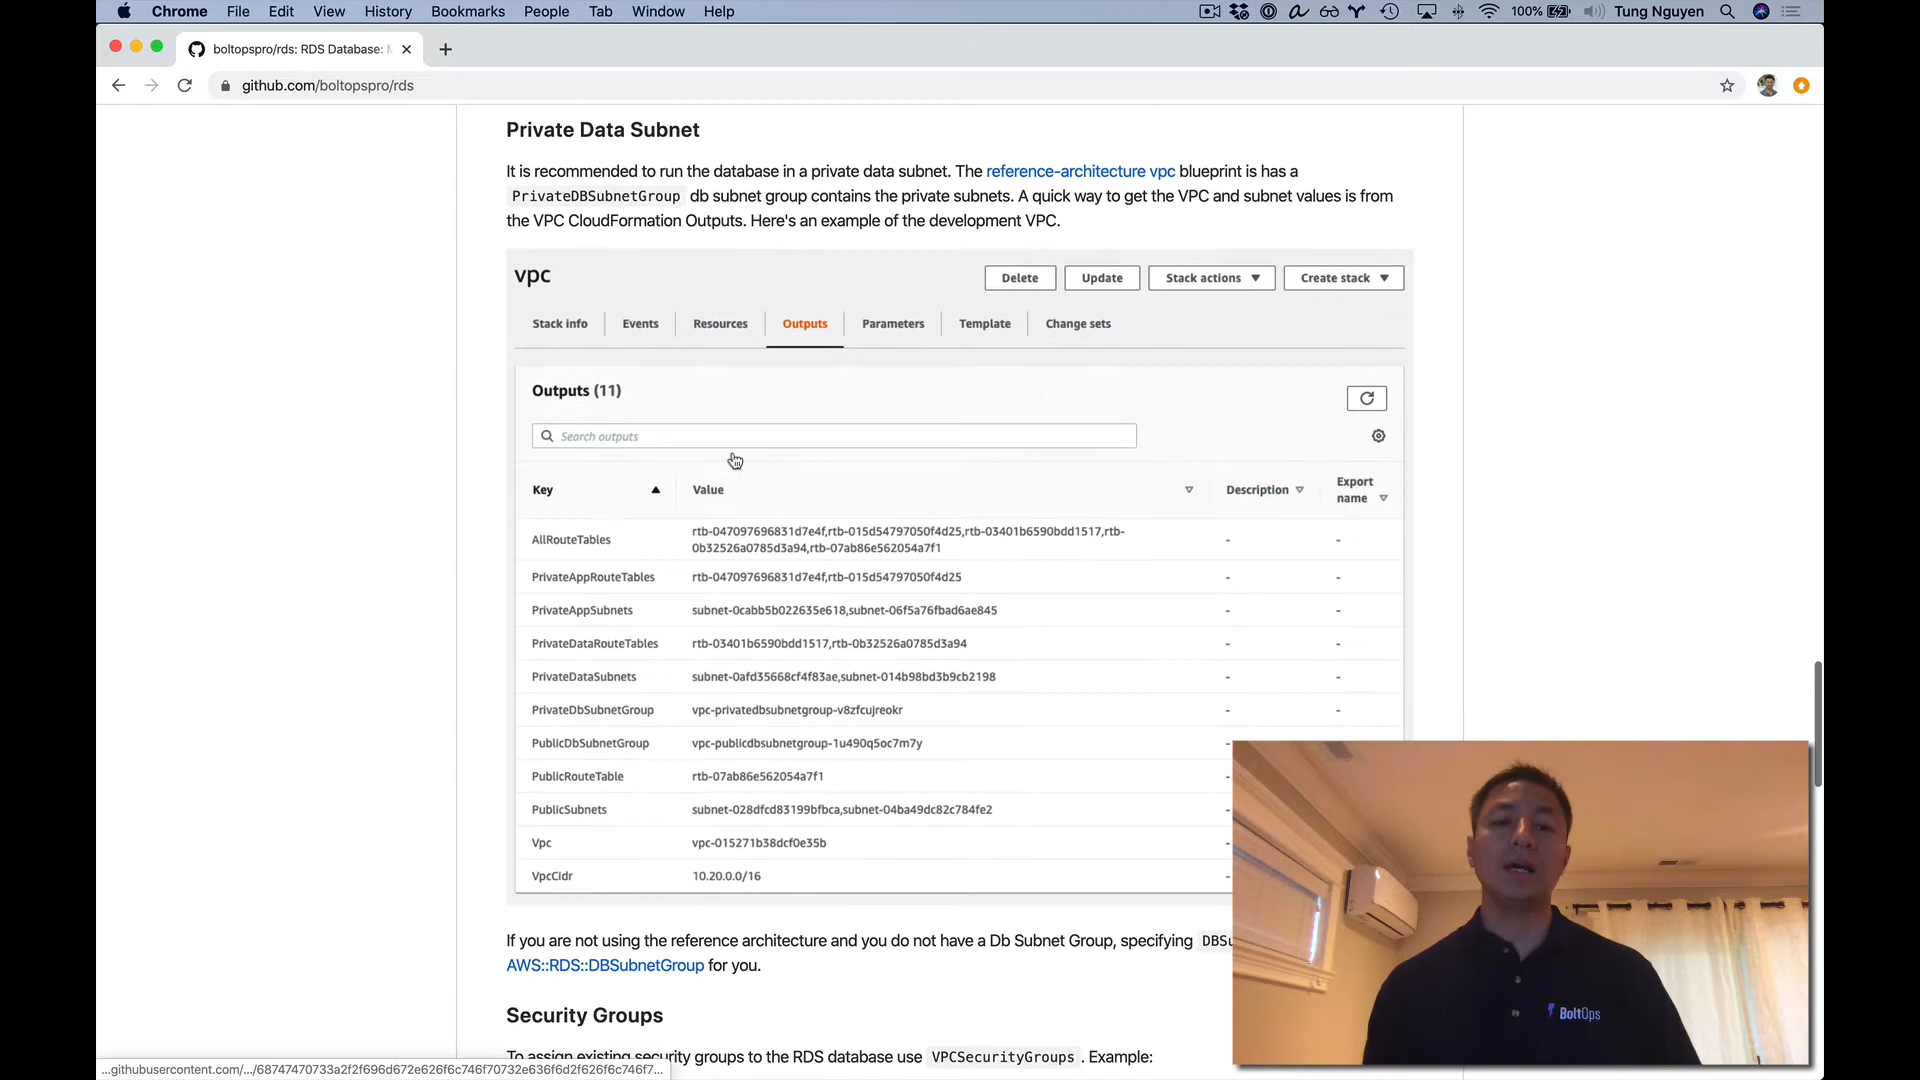 Chrome File Edit View History Bookmarks People Tab Window Help 100% Tung Nguyen
boltopspro/rds: RDS Database:
github.com/boltopspro/rds
Private Data Subnet
It is recommended to run the database in a private data subnet. The reference-architecture vpc blueprint is has a
PrivateDBSubnetGroup db subnet group contains the private subnets. A quick way to get the VPC and subnet values is from
the VPC CloudFormation Outputs. Here's an example of the development VPC.
vpc Delete Update Stack actions Create stack
Stack info Events Resources Outputs Parameters Template Change sets
Outputs (11)
Search outputs
Key Value Description Export
name
AllRouteTables rtb-047097696831d7e4f,rtb-015d54797050f4d25,rtb-03401b6590bdd1517,rtb- - -
0b32526a0785d3a94,rtb-07ab86e562054a7f1
PrivateAppRouteTables rtb-047097696831d7e4f,rtb-015d54797050f4d25 - -
PrivateAppSubnets subnet-0cabb5b022635e618,subnet-06f5a76fbad6ae845 - -
PrivateDataRouteTables rtb-03401b6590bdd1517,rtb-0b32526a0785d3a94 - -
PrivateDataSubnets subnet-0afd35668cf4f83ae,subnet-014b98bd3b9cb2198 - -
PrivateDbSubnetGroup vpc-privatedbsubnetgroup-v8zfcujreokr - -
PublicDbSubnetGroup vpc-publicdbsubnetgroup-1u490q5oc7m7y -
PublicRouteTable rtb-07ab86e562054a7f1 -
PublicSubnets subnet-028dfcd83199bfbca,subnet-04ba49dc82c784fe2 -
Vpc vpc-015271b38dcf0e35b -
VpcCidr 10.20.0.0/16 -
If you are not using the reference architecture and you do not have a Db Subnet Group, specifying DBSu
AWS::RDS::DBSubnetGroup for you.
Security Groups
To assign existing security groups to the RDS database use VPCSecurityGroups. Example:
...githubusercontent.com/.../68747470733a2f2f696d672e626f6c746f70732e636f6d2f626f6c746f7...
BoltOps